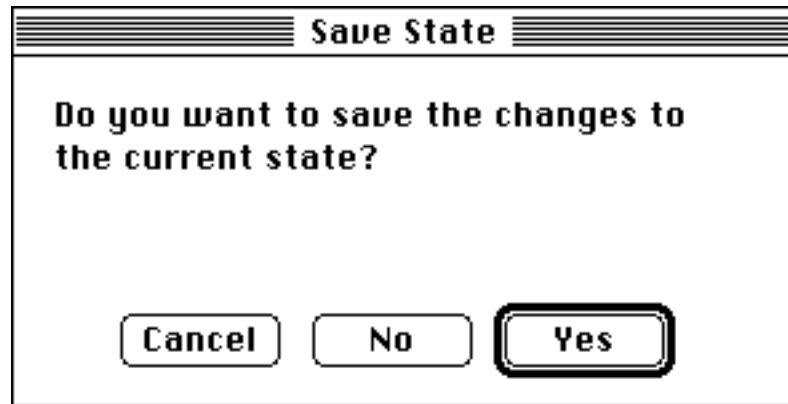 Save State
Do you want to save the changes to
the current state?
Cancel No Yes